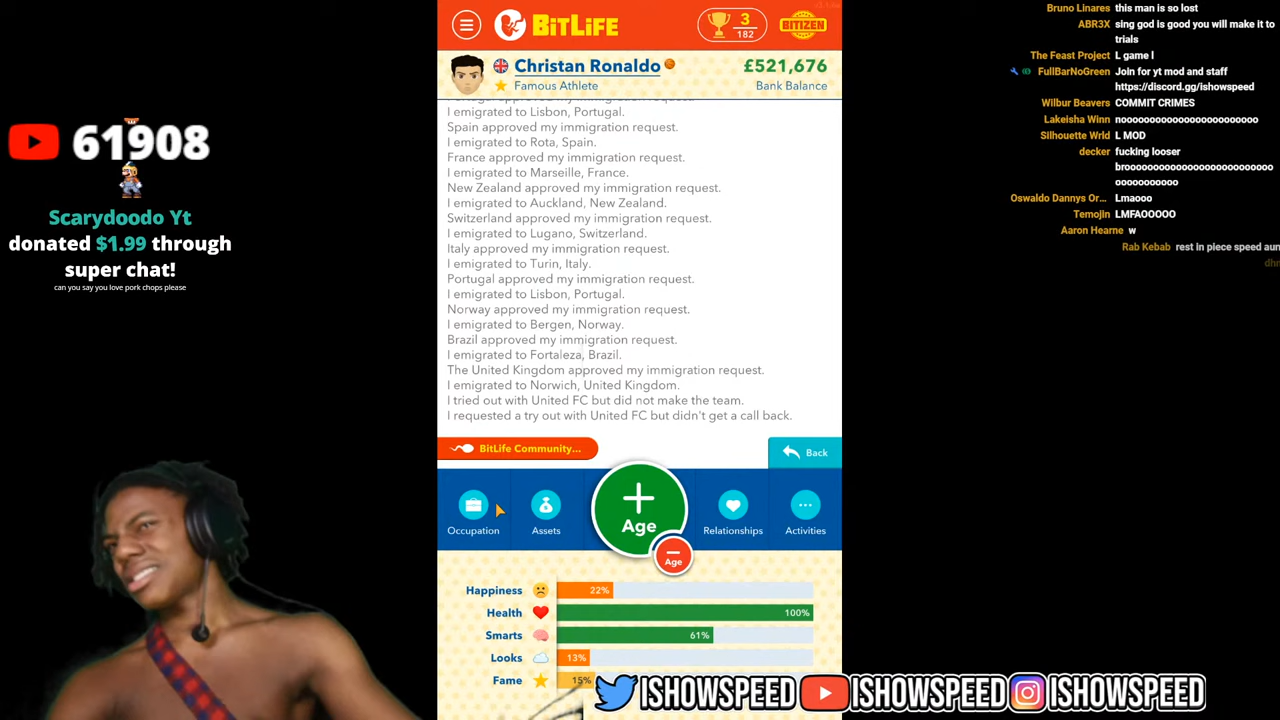 61908
Scarydoodo Yt
donated $1.99 through
super chat!
can you say you love pork chops please
BITLIFE
3
182
BITIZEN
Christan Ronaldo
Famous Athlete
£521,676
Bank Balance
I emigrated to Lisbon, Portugal.
Spain approved my immigration request.
I emigrated to Rota, Spain.
France approved my immigration request.
I emigrated to Marseille, France.
New Zealand approved my immigration request.
I emigrated to Auckland, New Zealand.
Switzerland approved my immigration request.
I emigrated to Lugano, Switzerland.
Italy approved my immigration request.
I emigrated to Turin, Italy.
Portugal approved my immigration request.
I emigrated to Lisbon, Portugal.
Norway approved my immigration request.
I emigrated to Bergen, Norway.
Brazil approved my immigration request.
I emigrated to Fortaleza, Brazil.
The United Kingdom approved my immigration request.
I emigrated to Norwich, United Kingdom.
I tried out with United FC but did not make the team.
I requested a try out with United FC but didn't get a call back.
BitLife Community...
Back
Occupation
Assets
Age
Age
Relationships
Activities
Happiness 22%
Health 100%
Smarts 61%
Looks 13%
Fame 15%
Bruno Linares this man is so lost
ABR3X sing god is good you will make it to
trials
The Feast Project L game l
FullBarNoGreen Join for yt mod and staff
https://discord.gg/ishowspeed
Wilbur Beavers COMMIT CRIMES
Lakeisha Winn nooooooooooooooooooooooooo
Silhouette Wrld L MOD
decker fucking looser
brooooooooooooooooooooooooo
ooooooooooo
Oswaldo Dannys Or... Lmaooo
Temojin LMFAOOOOO
Aaron Hearne w
Rab Kebab rest in piece speed aun
ISHOWSPEED ISHOWSPEED ISHOWSPEED